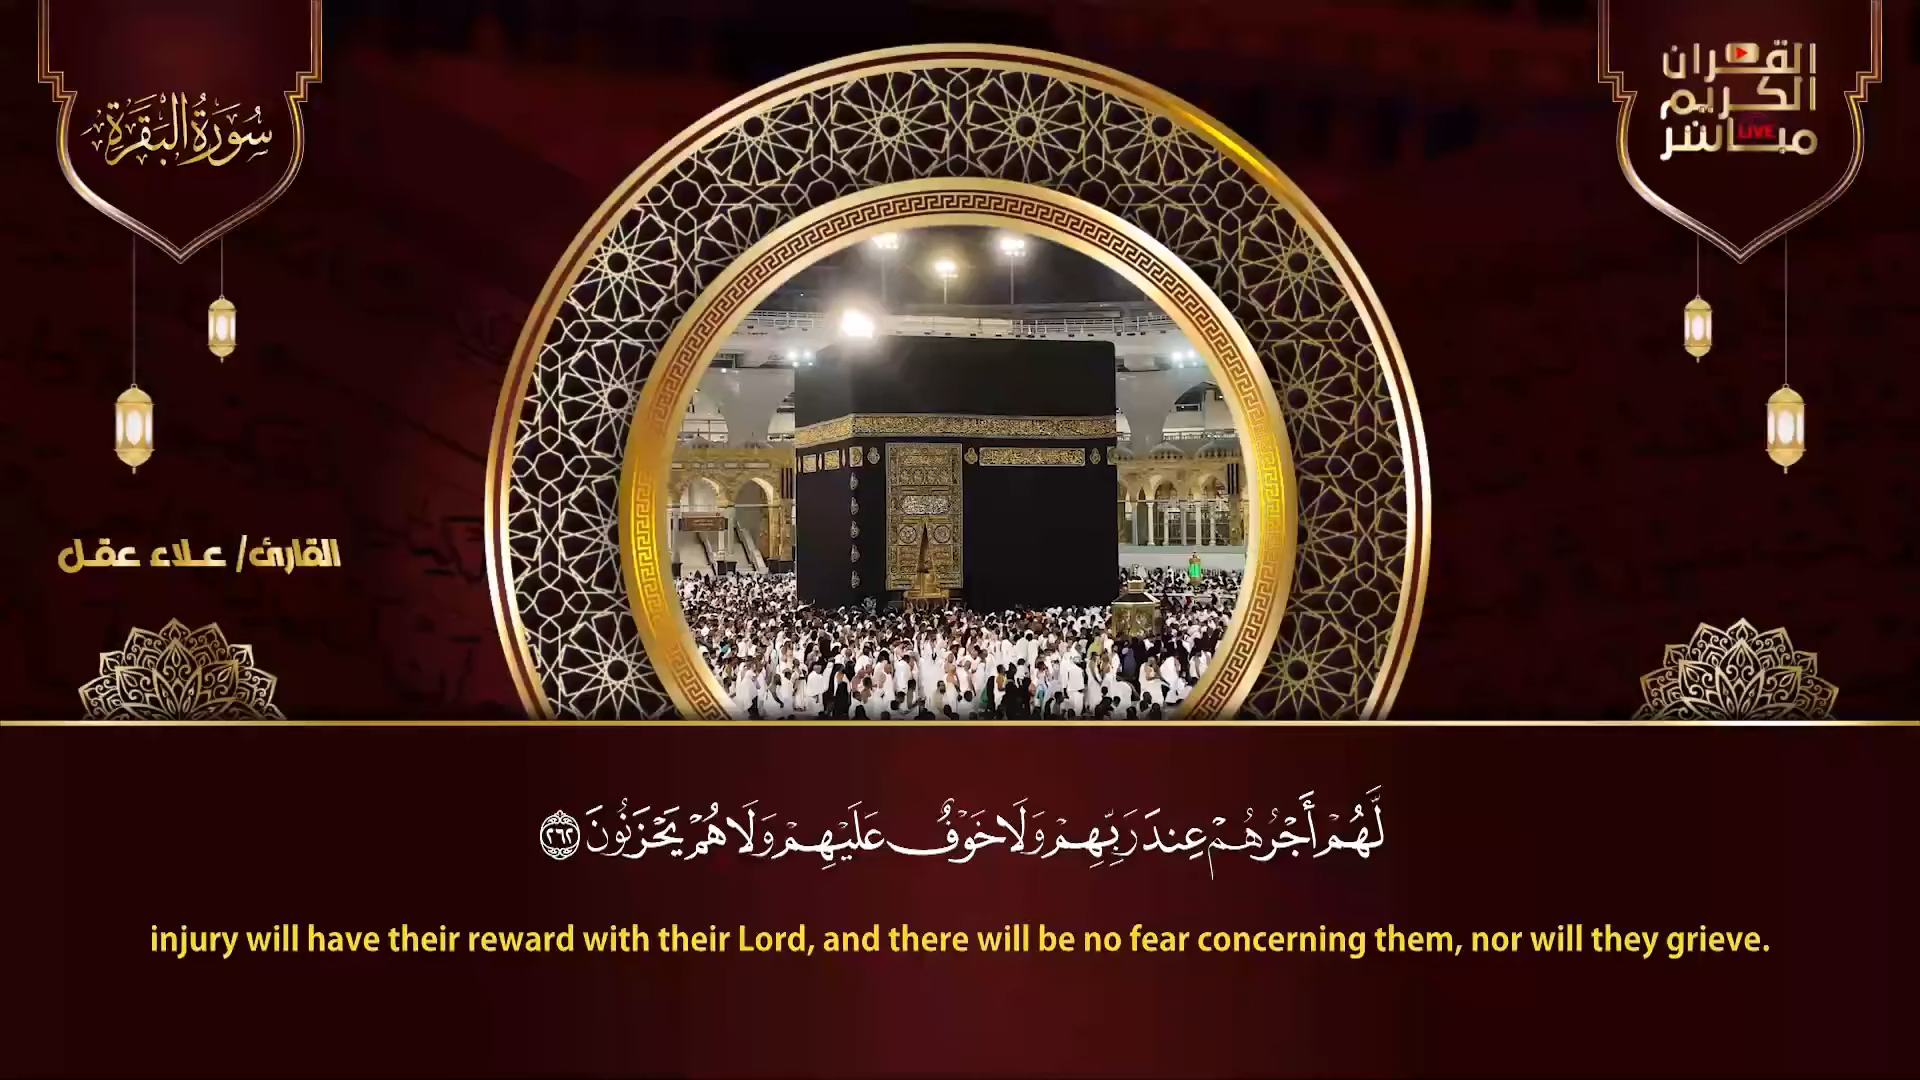 سُورَةُ البَقَرَةِ
القران
الكريم
مباشر
LIVE
القارئ/ علاء عقل
لَّهُمْ أَجْرُهُمْ عِندَ رَبِّهِمْ وَلَا خَوْفٌ عَلَيْهِمْ وَلَا هُمْ يَحْزَنُونَ ٢٦٢
injury will have their reward with their Lord, and there will be no fear concerning them, nor will they grieve.